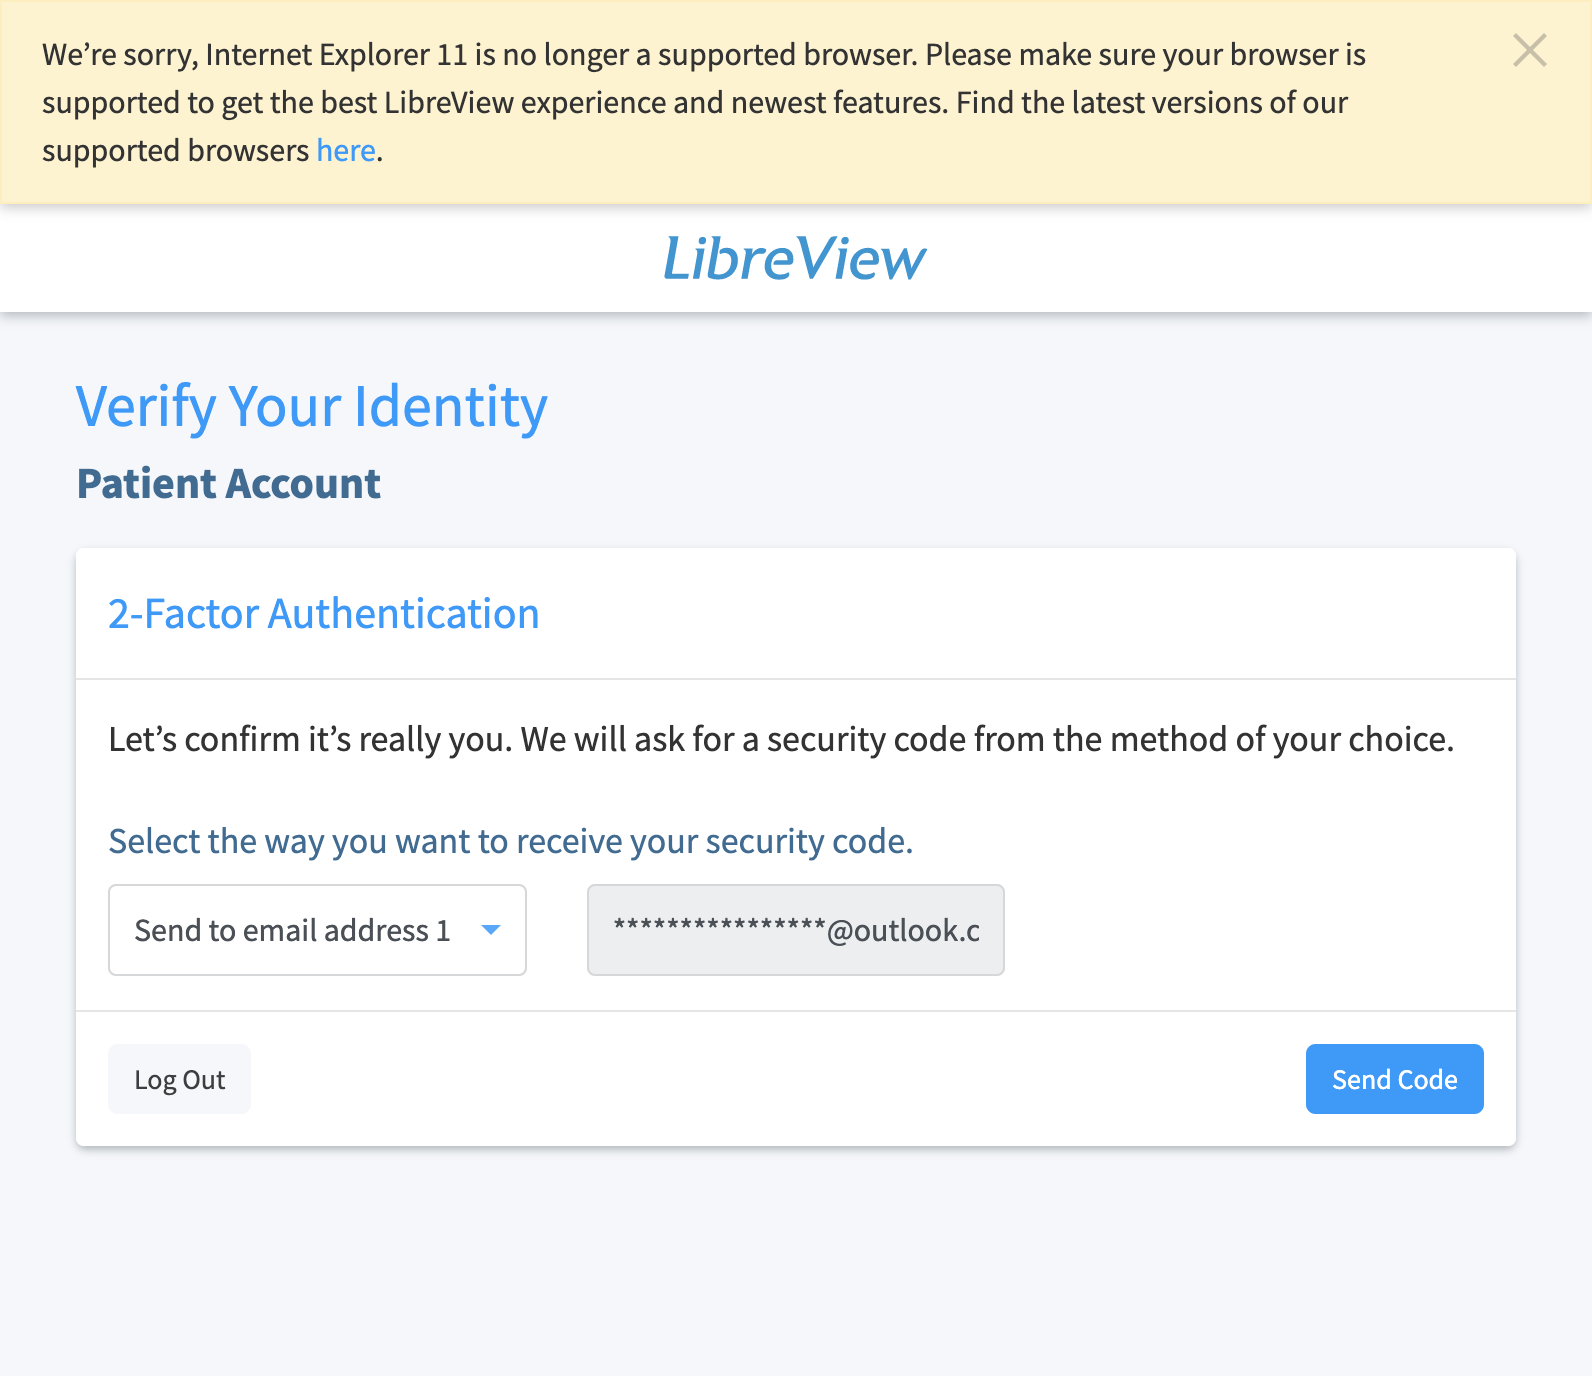 We’re sorry, Internet Explorer 11 is no longer a supported browser. Please make sure your browser is
supported to get the best LibreView experience and newest features. Find the latest versions of our
supported browsers here.
LibreView
Verify Your Identity
Patient Account
2-Factor Authentication
Let’s confirm it’s really you. We will ask for a security code from the method of your choice.
Select the way you want to receive your security code.
Send to email address 1
****************@outlook.c
Log Out
Send Code